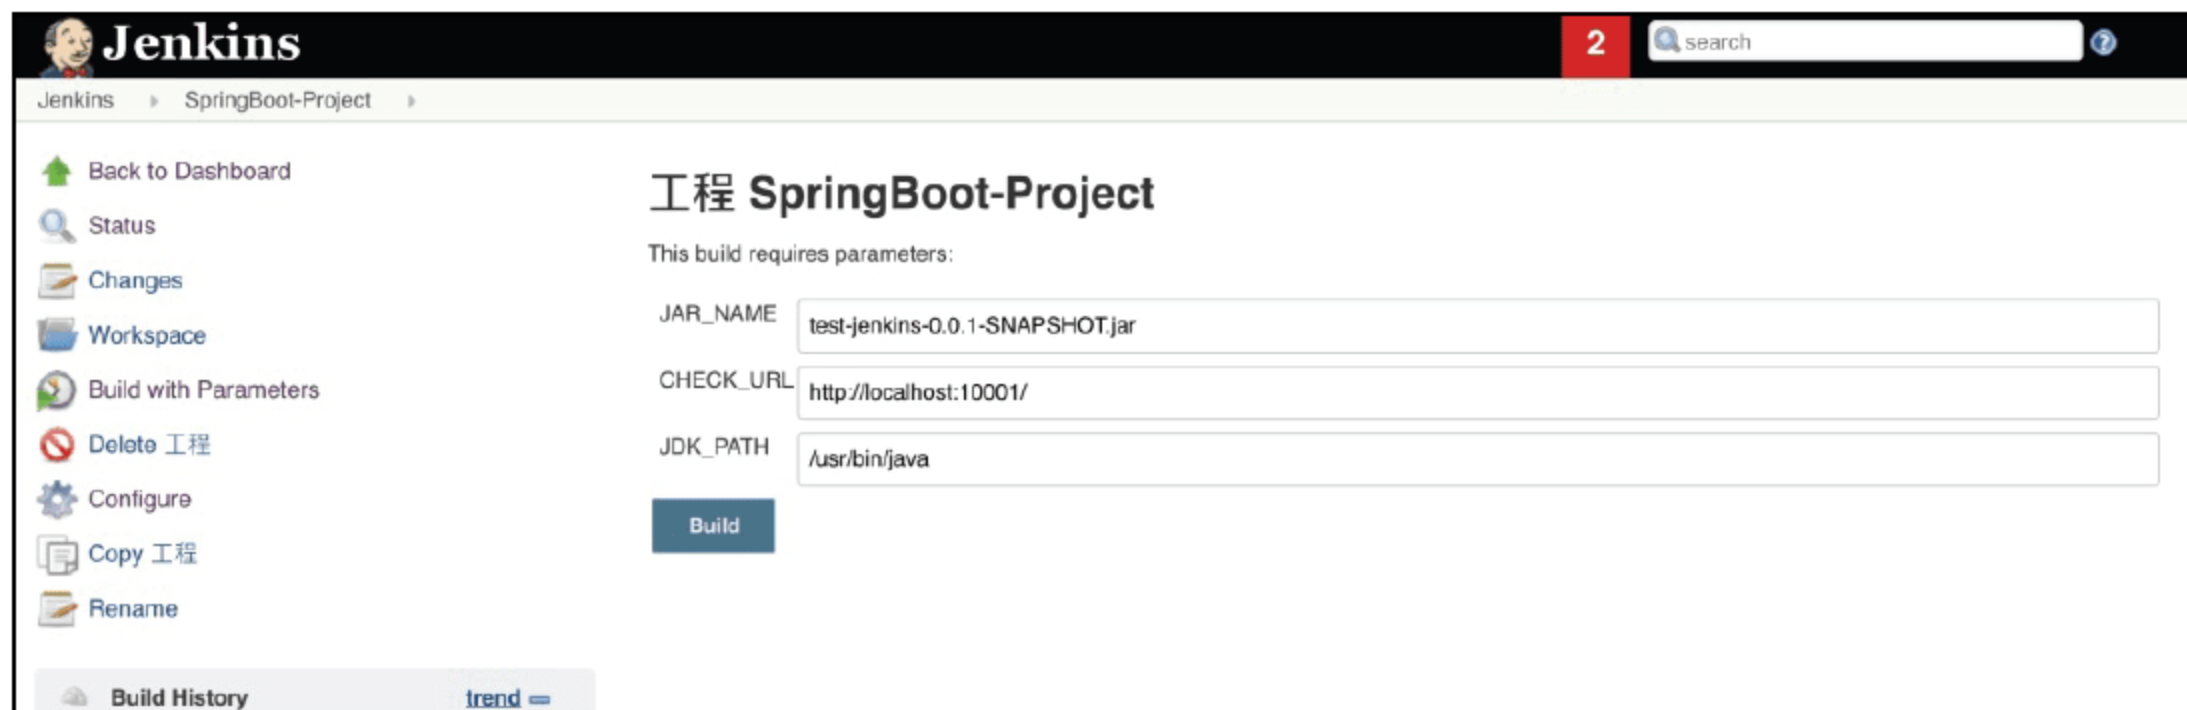 Jenkins
2
search
Jenkins
SpringBoot-Project
Back to Dashboard
Status
Changes
Workspace
Build with Parameters
Delete 工程
Configure
Copy 工程
Rename
Build History
trend
工程 SpringBoot-Project
This build requires parameters:
JAR_NAME test-jenkins-0.0.1-SNAPSHOT.jar
CHECK_URL http://localhost:10001/
JDK_PATH /usr/bin/java
Build